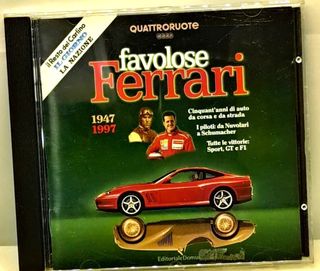 il Resto del Carlino
IL GIORNO
LA NAZIONE
QUATTRORUOTE
favolose
Ferrari
1947
1997
Cinquant'anni di auto
da corsa e da strada
I piloti: da Nuvolari
a Schumacher
Tutte le vittorie:
Sport, GT e F1
Editoriale Domus